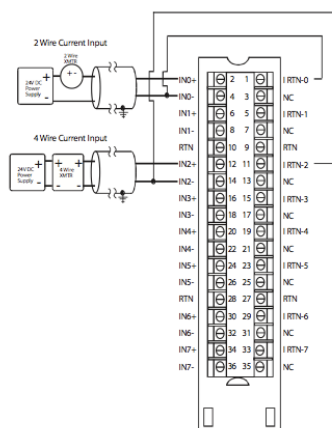 2 Wire Current Input
2 Wire
XMTR
24V DC
Power
Supply
+
-
+
-
4 Wire Current Input
24V DC
Power
Supply
+
-
+
-
4 Wire
XMTR
+
-
IN0+ 2 1 I RTN-0
IN0- 4 3 NC
IN1+ 6 5 I RTN-1
IN1- 8 7 NC
RTN 10 9 RTN
IN2+ 12 11 I RTN-2
IN2- 14 13 NC
IN3+ 16 15 I RTN-3
IN3- 18 17 NC
IN4+ 20 19 I RTN-4
IN4- 22 21 NC
IN5+ 24 23 I RTN-5
IN5- 26 25 NC
RTN 28 27 RTN
IN6+ 30 29 I RTN-6
IN6- 32 31 NC
IN7+ 34 33 I RTN-7
IN7- 36 35 NC